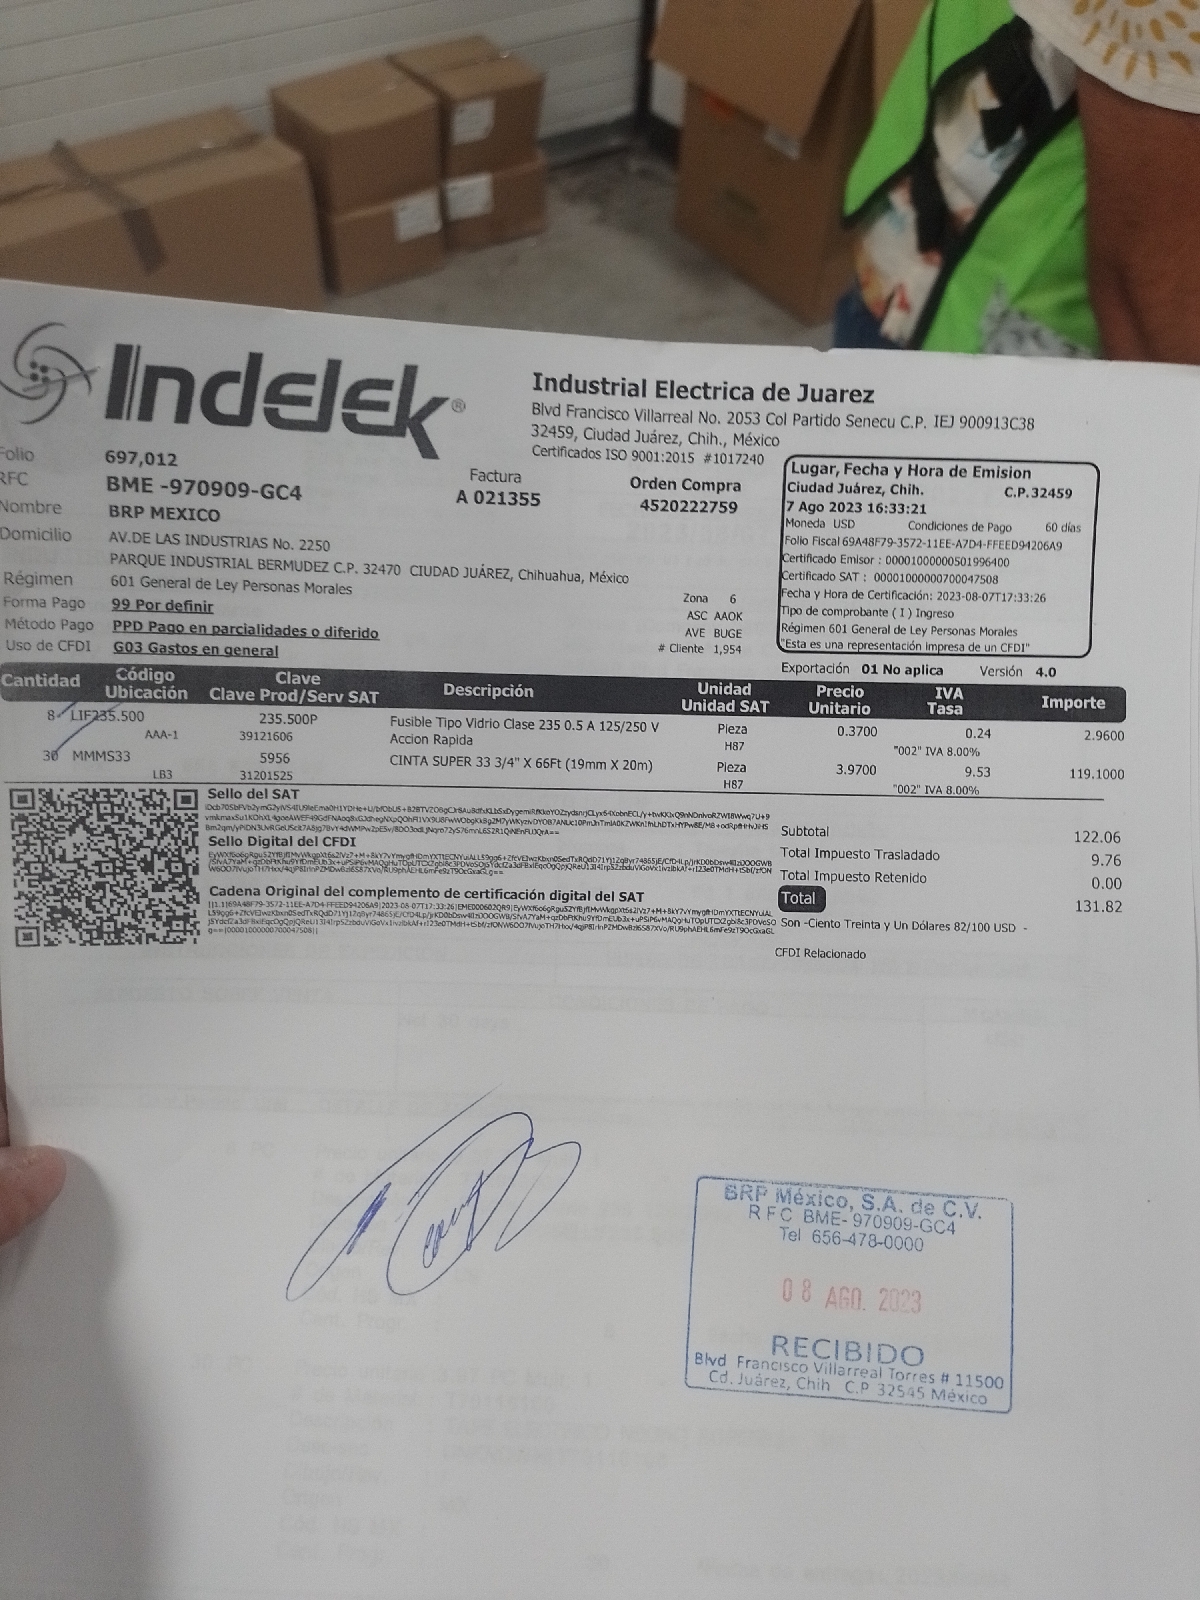 Indelek®
Industrial Electrica de Juarez
Blvd Francisco Villarreal No. 2053 Col Partido Senecu C.P. IEJ 900913C38
32459, Ciudad Juárez, Chih., México
Certificados ISO 9001:2015 #1017240
Folio 697,012
RFC BME -970909-GC4
Nombre BRP MEXICO
Domicilio AV.DE LAS INDUSTRIAS No. 2250
PARQUE INDUSTRIAL BERMUDEZ C.P. 32470 CIUDAD JUÁREZ, Chihuahua, México
Régimen 601 General de Ley Personas Morales
Forma Pago 99 Por definir
Método Pago PPD Pago en parcialidades o diferido
Uso de CFDI G03 Gastos en general
Factura
A 021355
Orden Compra
4520222759
Zona 6
ASC AAOK
AVE BUGE
# Cliente 1,954
Lugar, Fecha y Hora de Emision
Ciudad Juárez, Chih. C.P.32459
7 Ago 2023 16:33:21
Moneda USD Condiciones de Pago 60 días
Folio Fiscal 69A48F79-3572-11EE-A7D4-FFEED94206A9
Certificado Emisor : 00001000000501996400
Certificado SAT : 00001000000700047508
Fecha y Hora de Certificación: 2023-08-07T17:33:26
Tipo de comprobante ( I ) Ingreso
Régimen 601 General de Ley Personas Morales
"Esta es una representación impresa de un CFDI"
Exportación 01 No aplica Versión 4.0
Cantidad Código Ubicación Clave Clave Prod/Serv SAT Descripción Unidad Unidad SAT Precio Unitario IVA Tasa Importe
8 LIF235.500 235.500P Fusible Tipo Vidrio Clase 235 0.5 A 125/250 V Pieza 0.3700 0.24 2.9600
AAA-1 39121606 Accion Rapida H87 "002" IVA 8.00%
30 MMMS33 5956 CINTA SUPER 33 3/4" X 66Ft (19mm X 20m) Pieza 3.9700 9.53 119.1000
LB3 31201525 H87 "002" IVA 8.00%
Sello del SAT
Sello Digital del CFDI
Cadena Original del complemento de certificación digital del SAT
Subtotal 122.06
Total Impuesto Trasladado 9.76
Total Impuesto Retenido 0.00
Total 131.82
Son -Ciento Treinta y Un Dólares 82/100 USD -
CFDI Relacionado
BRP México, S.A. de C.V.
RFC BME-970909-GC4
Tel 656-478-0000
08 AGO. 2023
RECIBIDO
Blvd Francisco Villarreal Torres # 11500
Cd. Juárez, Chih C.P 32545 México